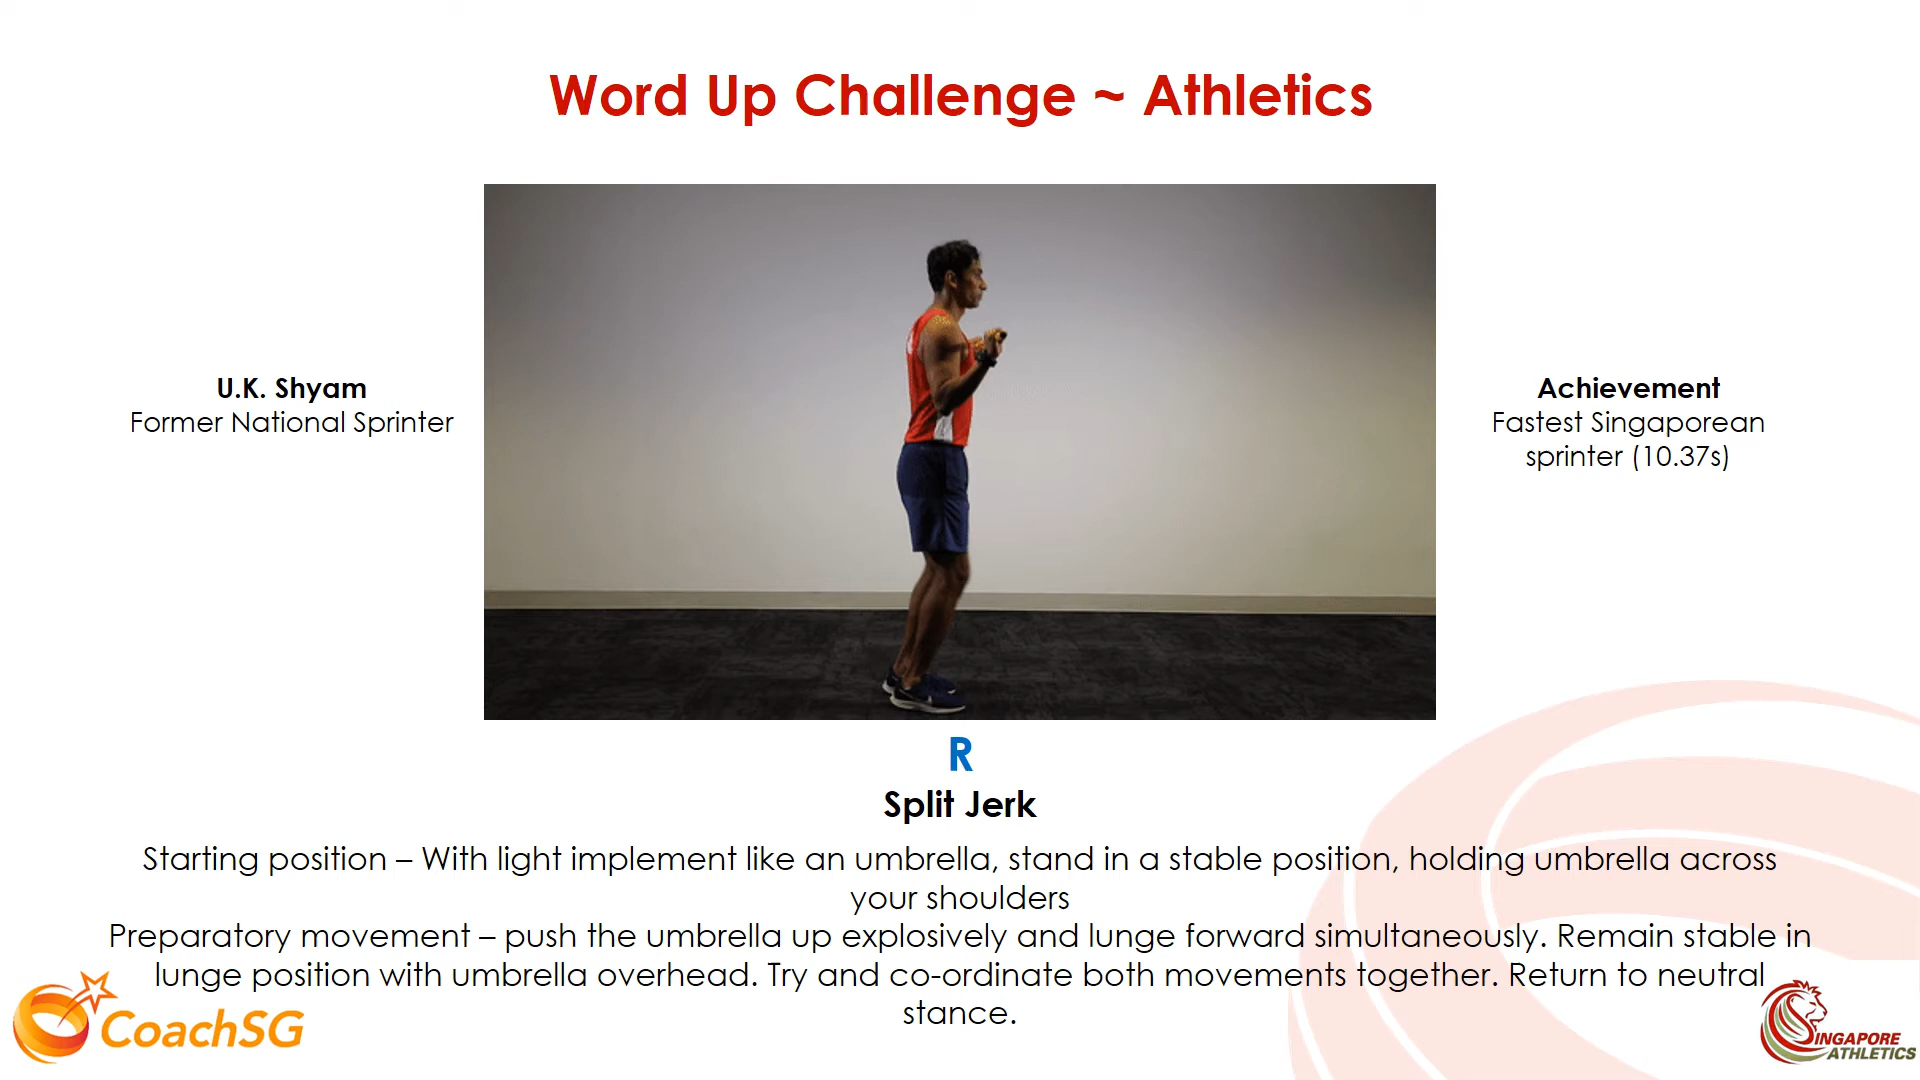 Word Up Challenge ~ Athletics
U.K. Shyam
Former National Sprinter
Achievement
Fastest Singaporean
sprinter (10.37s)
R
Split Jerk
Starting position – With light implement like an umbrella, stand in a stable position, holding umbrella across
your shoulders
Preparatory movement – push the umbrella up explosively and lunge forward simultaneously. Remain stable in
lunge position with umbrella overhead. Try and co-ordinate both movements together. Return to neutral
stance.
CoachSG
SINGAPORE
ATHLETICS